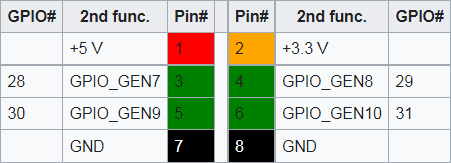 GPIO# 2nd func. Pin# Pin# 2nd func. GPIO#
+5 V 1 2 +3.3 V
28 GPIO_GEN7 3 4 GPIO_GEN8 29
30 GPIO_GEN9 5 6 GPIO_GEN10 31
GND 7 8 GND